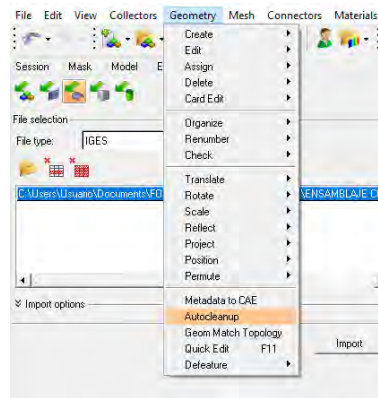 File Edit View Collectors Geometry Mesh Connectors Materials
Create
Edit
Session Mask Model E
Assign
Delete
Card Edit
File selection
Organize
File type: IGES
Renumber
Check
Translate
C:\Users\Usuario\Documents\FO
Rotate
\ENSAMBLAJE C
Scale
Reflect
Project
Position
Permute
Import options
Metadata to CAE
Autocleanup
Geom Match Topology
Quick Edit F11
Import
Defeature